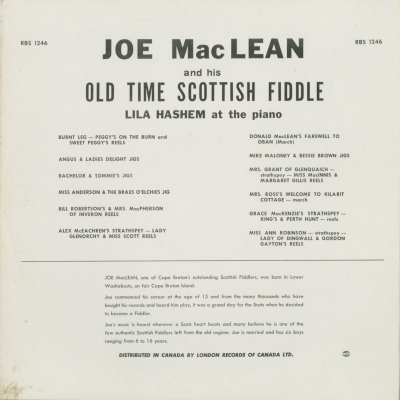 RBS 1246
RBS 1246
JOE MacLEAN
and his
OLD TIME SCOTTISH FIDDLE
LILA HASHEM at the piano
BURNT LEG — PEGGY'S ON THE BURN and
SWEET PEGGY'S REELS
ANGUS & LADIES DELIGHT JIGS
BACHELOR & ZOMMIE'S JIGS
MISS ANDERSON & THE BRAES O'ELCHIES JIG
BILL ROBERTSON'S & MRS. MacPHERSON
OF INVERON REELS
ALEX McEACHREN'S STRATHSPEY — LADY
GLENORCHY & MISS SCOTT REELS
DONALD MacLEAN'S FAREWELL TO
OBAN (March)
MIKE MALONEY & BESSIE BROWN JIGS
MRS. GRANT OF GLENQUAICH —
strathspey — MISS MacINNIS &
MARGARET GILLIS REELS
MRS. ROSS'S WELCOME TO KILARIT
COTTAGE — march
GRACE MacKENZIE'S STRATHSPEY —
KING'S & PERTH HUNT — reels
MISS ANN ROBINSON — strathspey —
LADY OF DINGWALL & GORDON
GAYTON'S REELS
JOE MacLEAN, one of Cape Breton's outstanding Scottish Fiddlers, was born in Lower
Washabuck, on fair Cape Breton Island.
Joe commenced his career at the age of 15 and from the many thousands who have
bought his records and heard him play, it was a grand day for the Scots when he decided
to become a Fiddler.
Joe's music is heard wherever a Scots heart beats and many believe he is one of the
few authentic Scottish Fiddlers left from the old regime. Joe is married and has six boys
ranging from 6 to 16 years.
DISTRIBUTED IN CANADA BY LONDON RECORDS OF CANADA LTD.